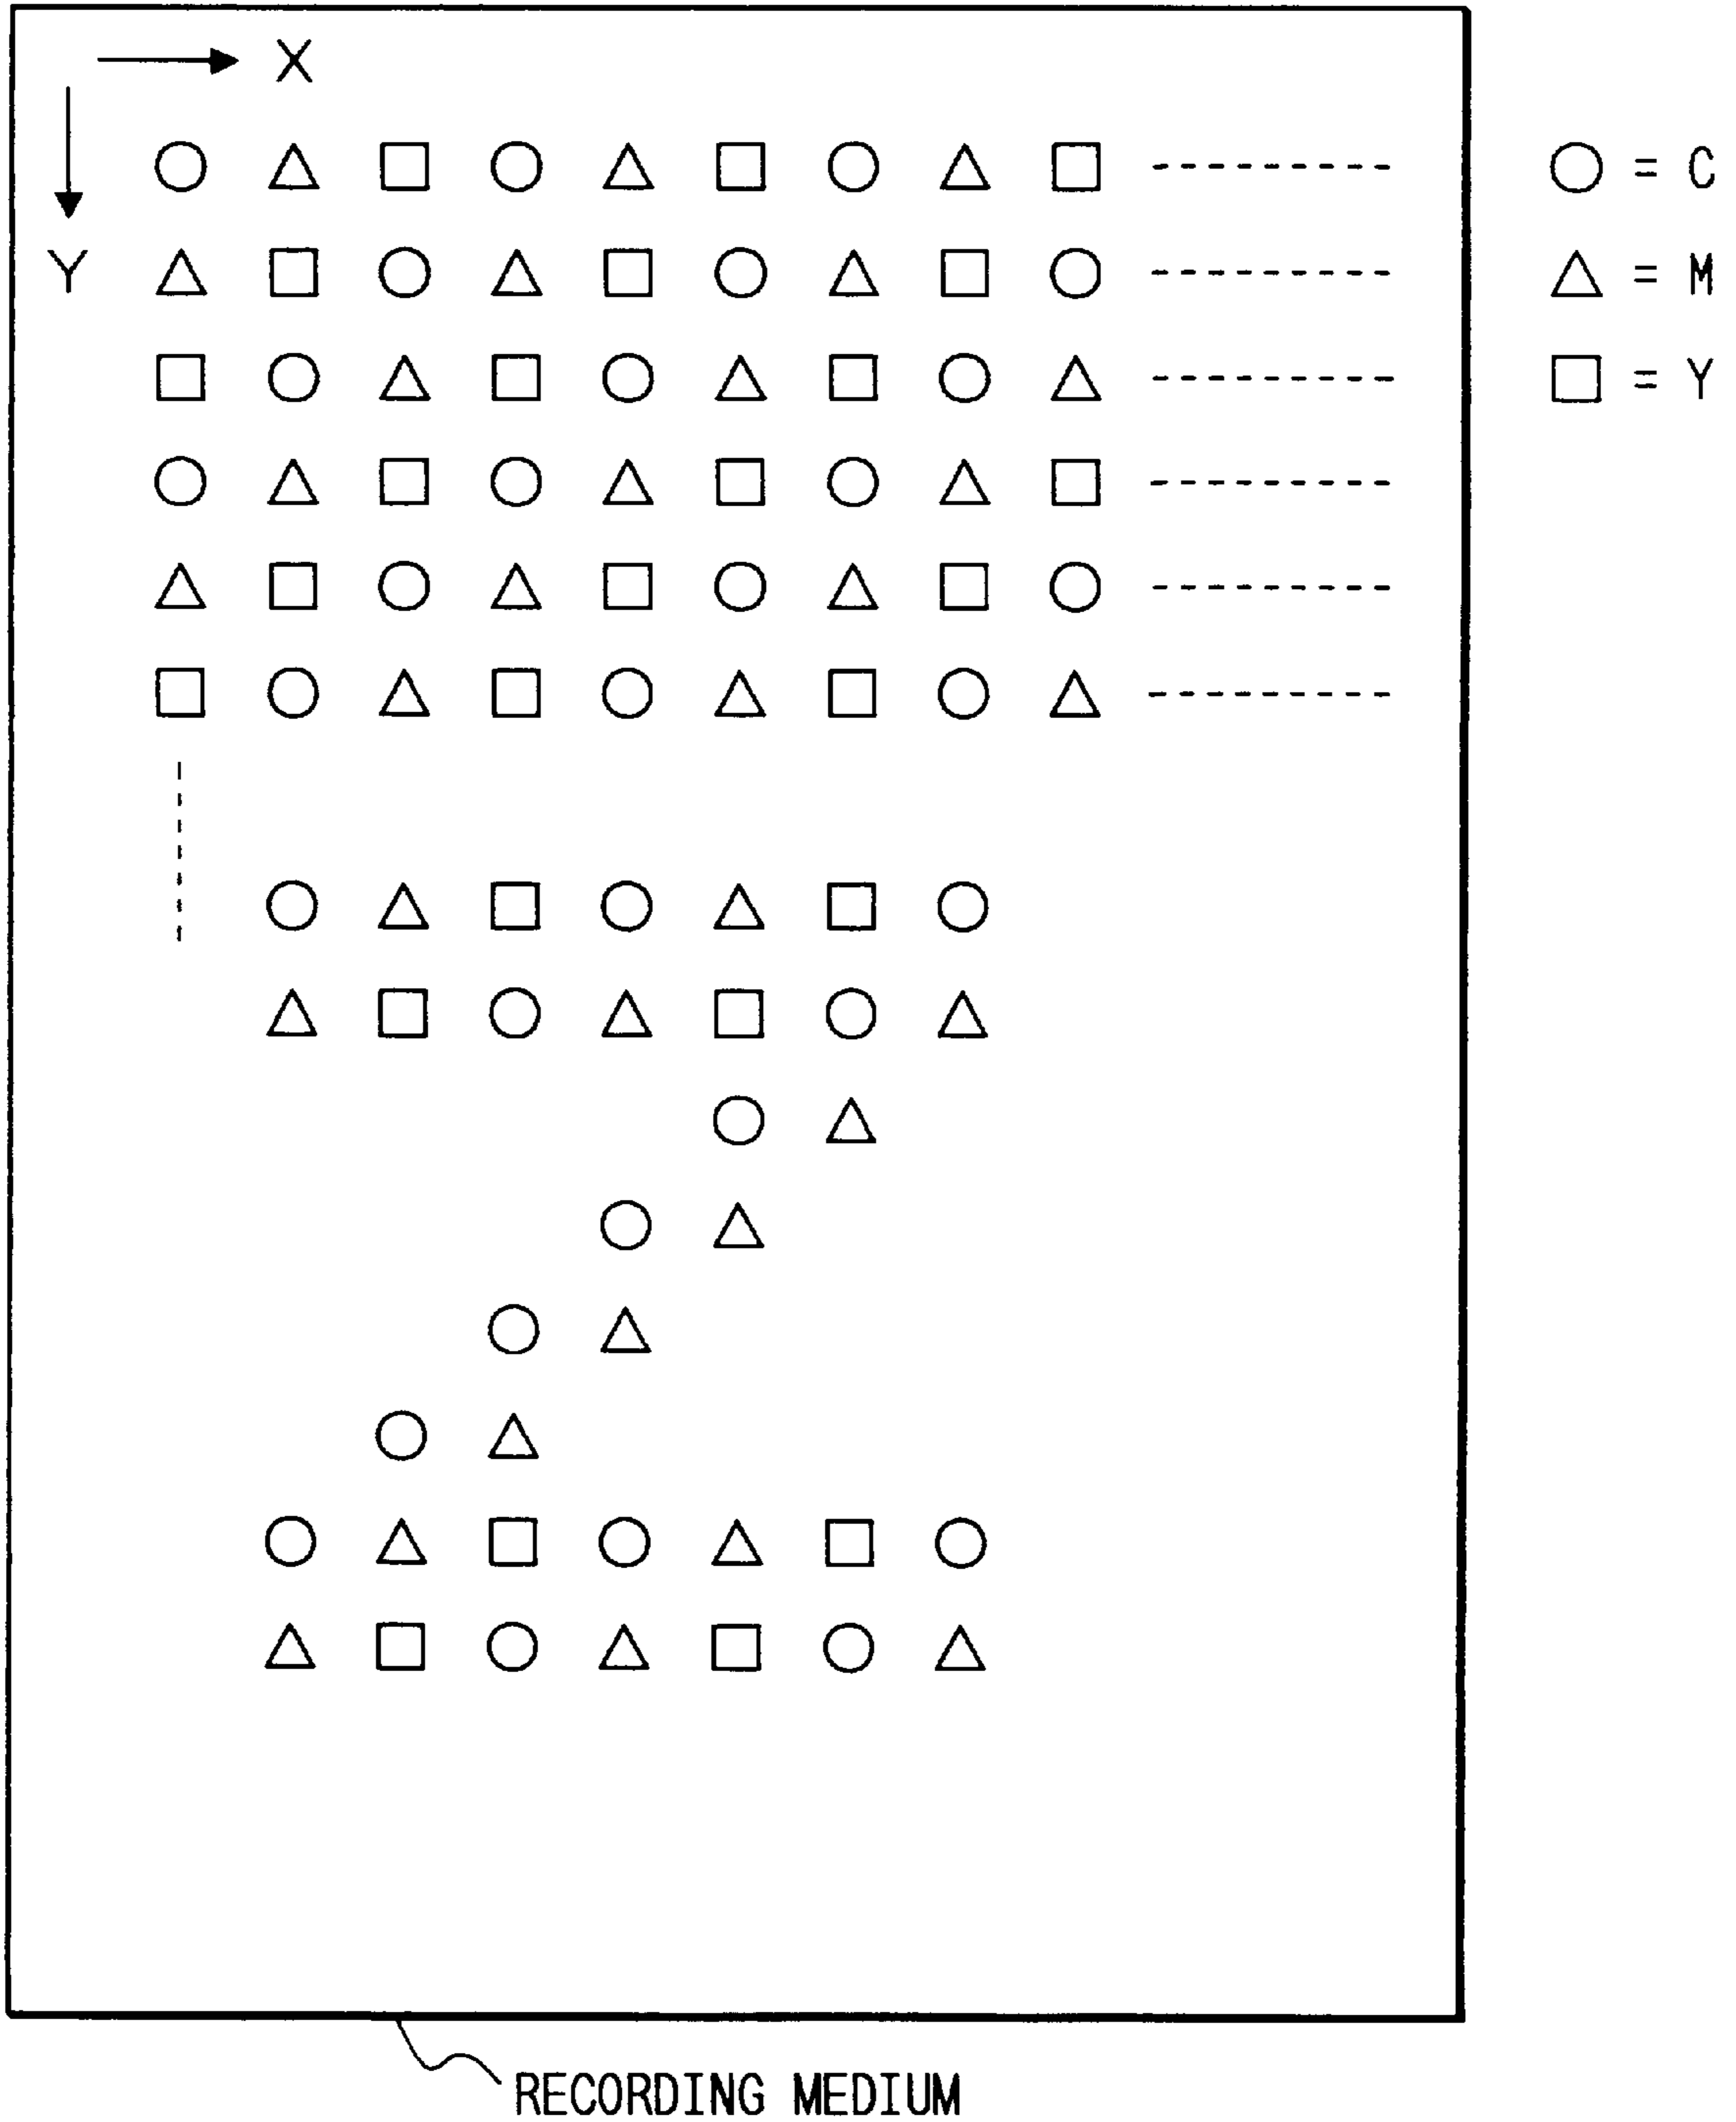 X
Y
○ = C
△ = M
□ = Y
RECORDING MEDIUM